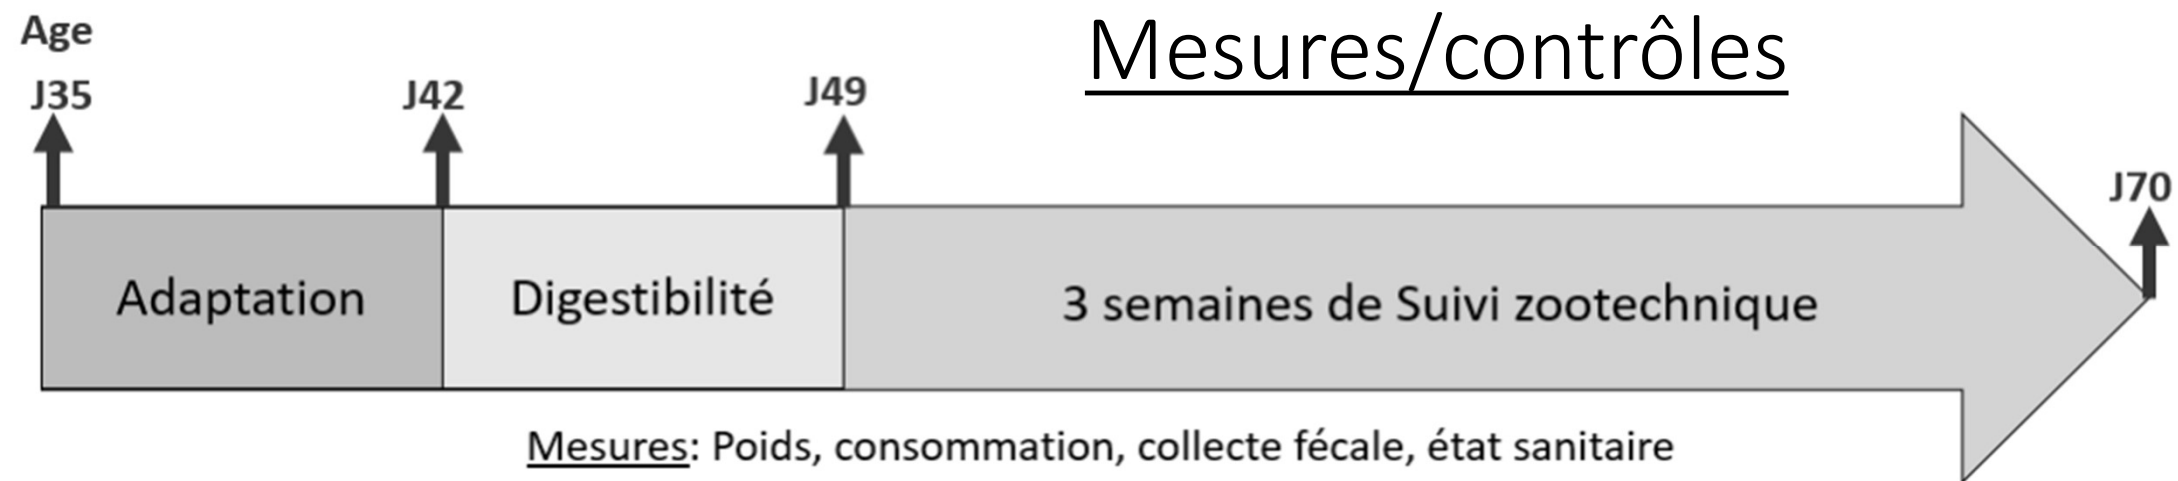 Mesures/contrôles
Age
J35
J42
J49
J70
Adaptation
Digestibilité
3 semaines de Suivi zootechnique
Mesures: Poids, consommation, collecte fécale, état sanitaire